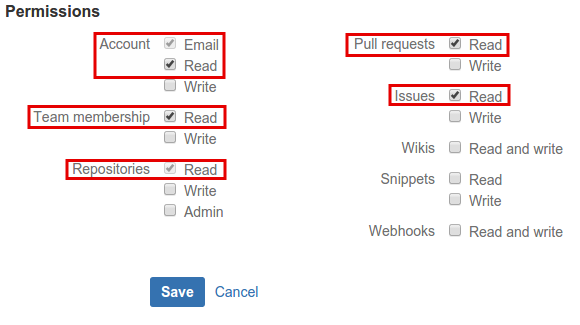 Permissions
Account Email
Read
Write
Team membership Read
Write
Repositories Read
Write
Admin
Pull requests Read
Write
Issues Read
Write
Wikis Read and write
Snippets Read
Write
Webhooks Read and write
Save Cancel